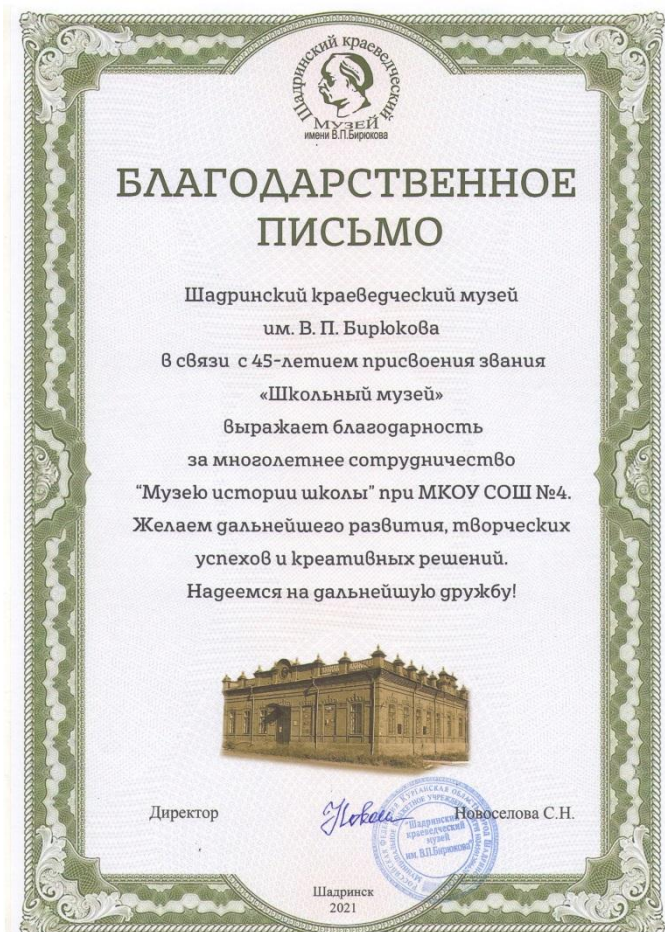 Шадринский краеведческий
МУЗЕЙ
имени В.П.Бирюкова
БЛАГОДАРСТВЕННОЕ
ПИСЬМО
Шадринский краеведческий музей
им. В. П. Бирюкова
в связи с 45-летием присвоения звания
«Школьный музей»
выражает благодарность
за многолетнее сотрудничество
"Музею истории школы" при МКОУ СОШ №4.
Желаем дальнейшего развития, творческих
успехов и креативных решений.
Надеемся на дальнейшую дружбу!
Директор
Новоселова С.Н.
"Шадринский
краеведческий
музей
им. В.П.Бирюкова"
Шадринск
2021